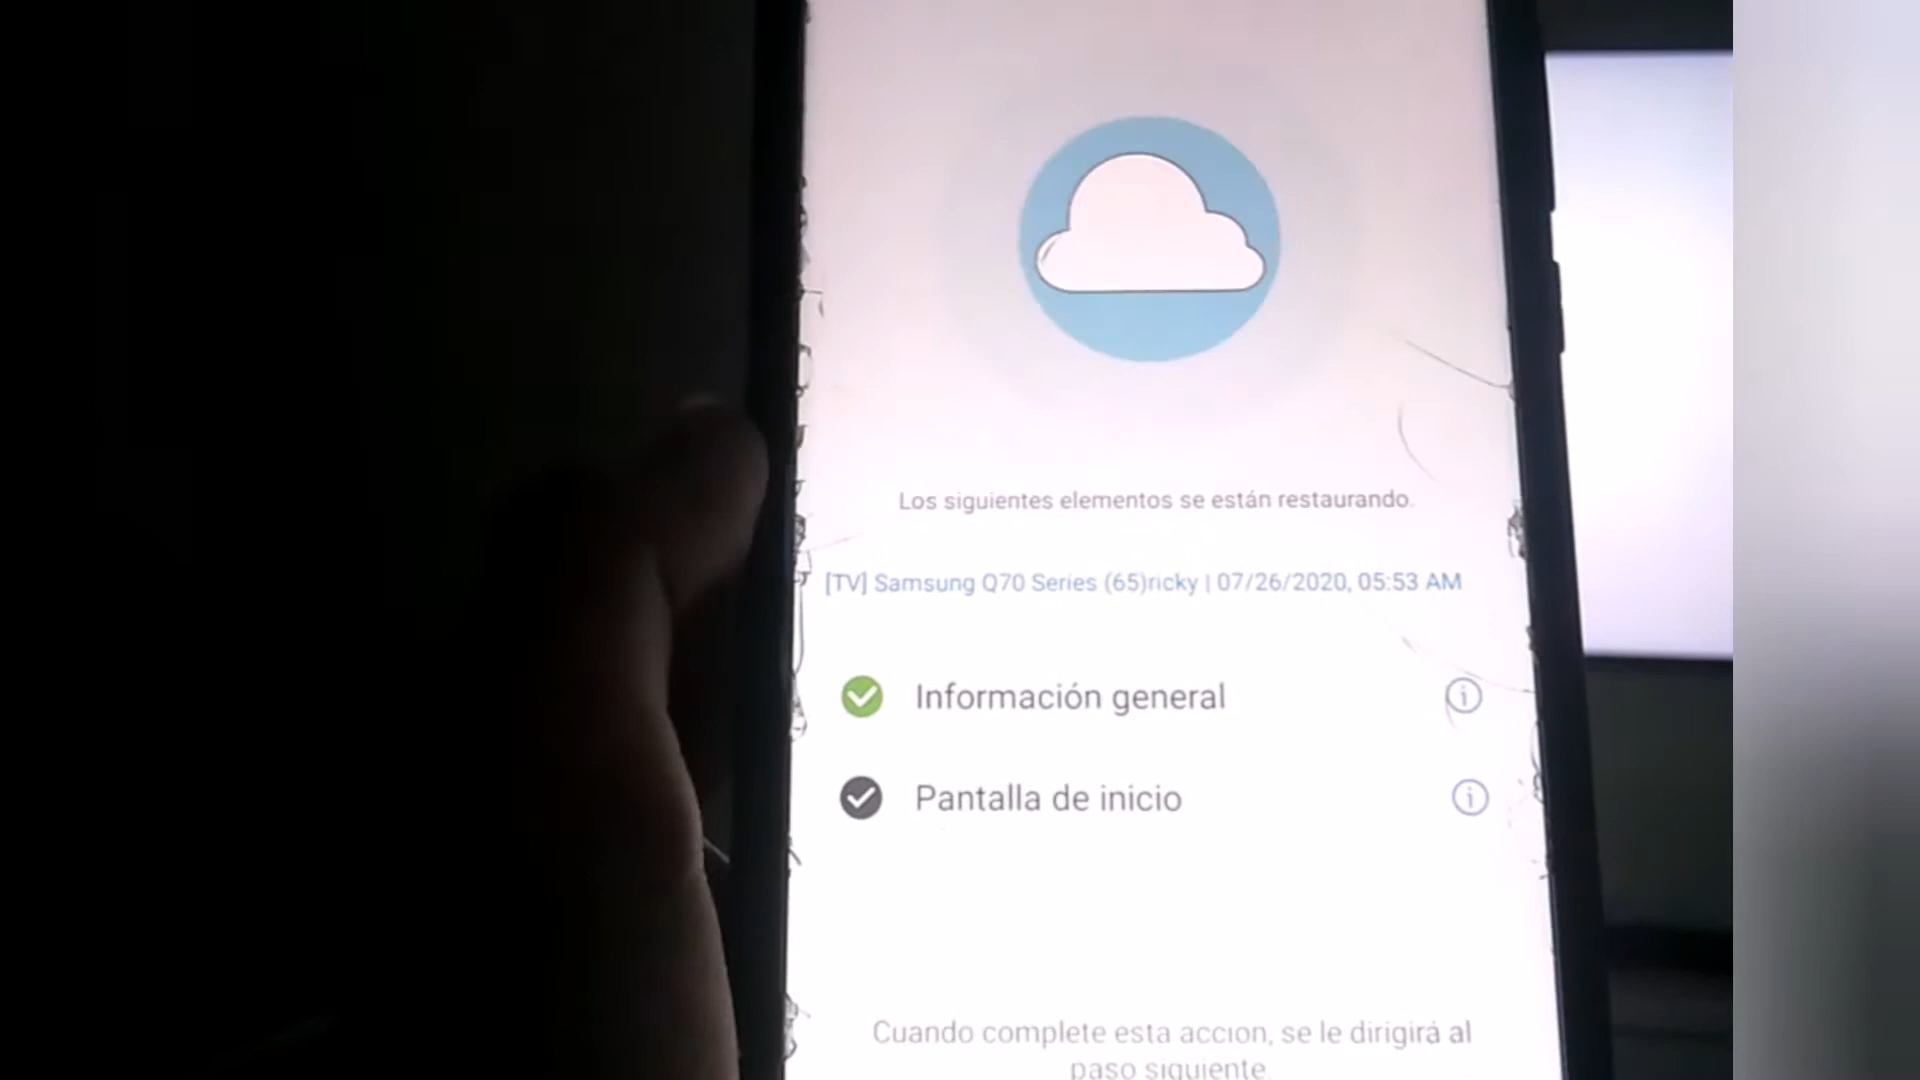 Los siguientes elementos se están restaurando.
[TV] Samsung Q70 Series (65)ricky | 07/26/2020, 05:53 AM
Información general
Pantalla de inicio
Cuando complete esta accion, se le dirigirá al
paso siguiente.